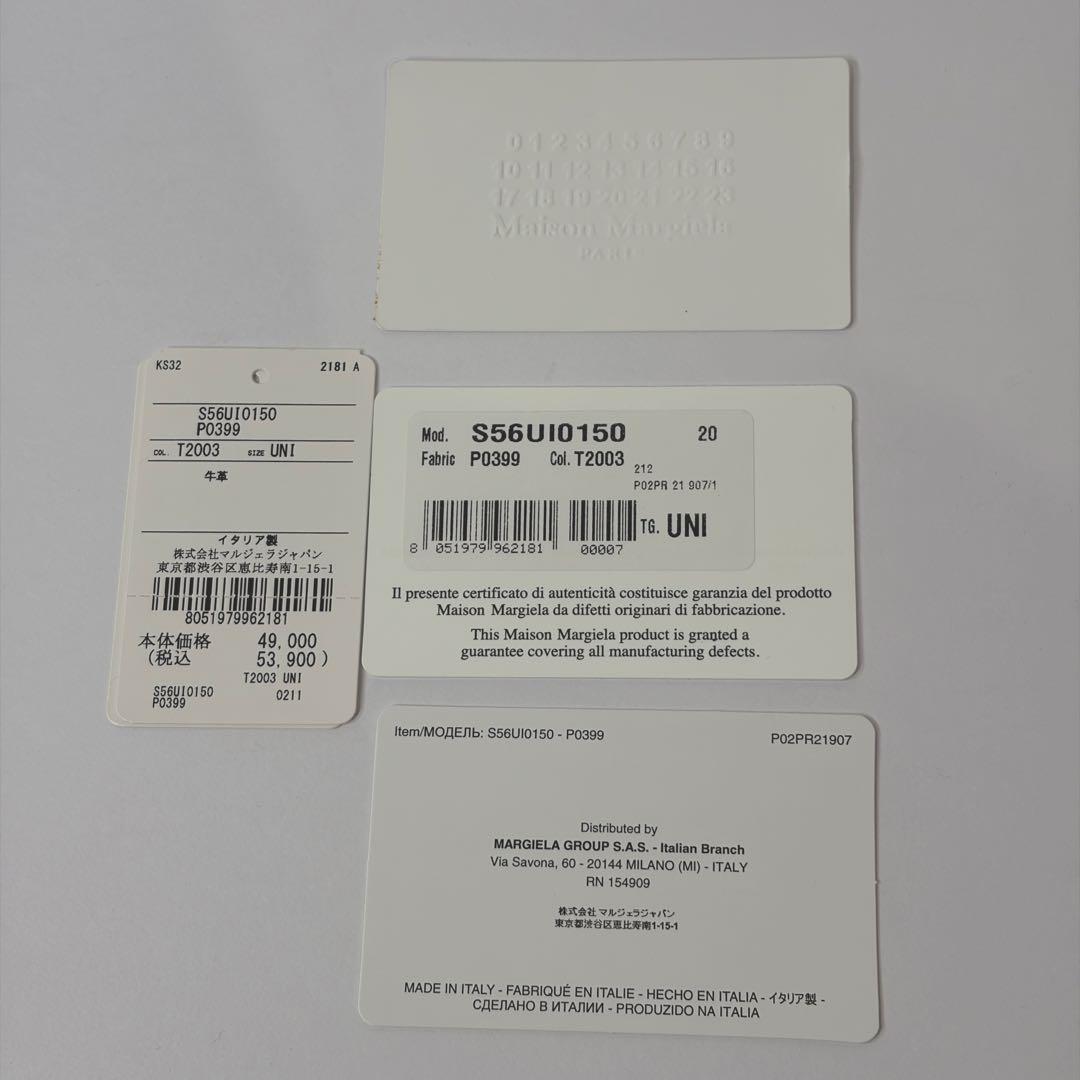 0 1 2 3 4 5 6 7 8 9
10 11 12 13 14 15 16
17 18 19 20 21 22 23
Maison Margiela
PARIS
KS32 2181 A
S56UI0150
P0399
COL. T2003 SIZE UNI
牛革
イタリア製
株式会社マルジェラジャパン
東京都渋谷区恵比寿南1-15-1
8051979962181
本体価格 49,000
(税込 53,900)
T2003 UNI
S56UI0150 0211
P0399
Mod. S56UI0150 20
Fabric P0399 Col. T2003
212
P02PR 21 907/1
TG. UNI
8 051979 962181 00007
Il presente certificato di autenticità costituisce garanzia del prodotto
Maison Margiela da difetti originari di fabbricazione.
This Maison Margiela product is granted a
guarantee covering all manufacturing defects.
Item/МОДЕЛЬ: S56UI0150 - P0399 P02PR21907
Distributed by
MARGIELA GROUP S.A.S. - Italian Branch
Via Savona, 60 - 20144 MILANO (MI) - ITALY
RN 154909
株式会社 マルジェラジャパン
東京都渋谷区恵比寿南1-15-1
MADE IN ITALY - FABRIQUÉ EN ITALIE - HECHO EN ITALIA - イタリア製 -
СДЕЛАНО В ИТАЛИИ - PRODUZIDO NA ITALIA